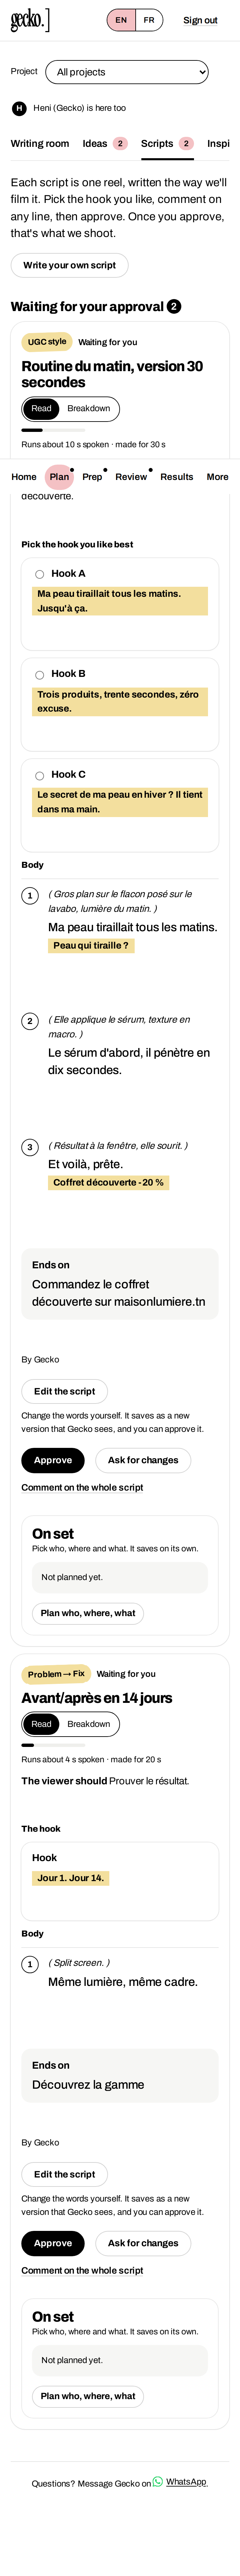 gecko.]
EN FR
Sign out
Project
All projects
H Heni (Gecko) is here too
Writing room Ideas 2 Scripts 2 Inspi
Each script is one reel, written the way we'll
film it. Pick the hook you like, comment on
any line, then approve. Once you approve,
that's what we shoot.
Write your own script
Waiting for your approval 2
UGC style Waiting for you
Routine du matin, version 30
secondes
Read Breakdown
Runs about 10 s spoken · made for 30 s
Home Plan Prep Review Results More
découverte.
Pick the hook you like best
Hook A
Ma peau tiraillait tous les matins.
Jusqu'à ça.
Hook B
Trois produits, trente secondes, zéro
excuse.
Hook C
Le secret de ma peau en hiver ? Il tient
dans ma main.
Body
1 ( Gros plan sur le flacon posé sur le
lavabo, lumière du matin. )
Ma peau tiraillait tous les matins.
Peau qui tiraille ?
2 ( Elle applique le sérum, texture en
macro. )
Le sérum d'abord, il pénètre en
dix secondes.
3 ( Résultat à la fenêtre, elle sourit. )
Et voilà, prête.
Coffret découverte -20 %
Ends on
Commandez le coffret
découverte sur maisonlumiere.tn
By Gecko
Edit the script
Change the words yourself. It saves as a new
version that Gecko sees, and you can approve it.
Approve Ask for changes
Comment on the whole script
On set
Pick who, where and what. It saves on its own.
Not planned yet.
Plan who, where, what
Problem → Fix Waiting for you
Avant/après en 14 jours
Read Breakdown
Runs about 4 s spoken · made for 20 s
The viewer should Prouver le résultat.
The hook
Hook
Jour 1. Jour 14.
Body
1 ( Split screen. )
Même lumière, même cadre.
Ends on
Découvrez la gamme
By Gecko
Edit the script
Change the words yourself. It saves as a new
version that Gecko sees, and you can approve it.
Approve Ask for changes
Comment on the whole script
On set
Pick who, where and what. It saves on its own.
Not planned yet.
Plan who, where, what
Questions? Message Gecko on WhatsApp.